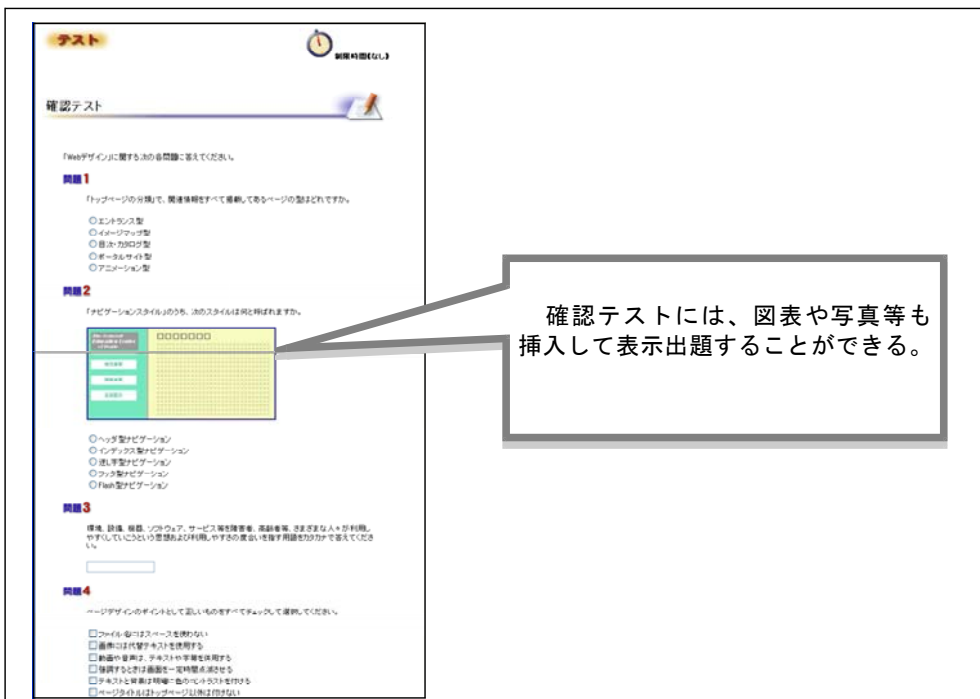 テスト
制限時間(なし)
確認テスト
「Webデザイン」に関する次の各問題に答えてください。
問題1
「トップページの分類」で、関連情報をすべて掲載してあるページの型はどれですか。
エントランス型
イメージマップ型
目次・カタログ型
ポータルサイト型
アニメーション型
問題2
「ナビゲーションスタイル」のうち、次のスタイルは何と呼ばれますか。
□□□□□□□
確認テストには、図表や写真等も
挿入して表示出題することができる。
ヘッダ型ナビゲーション
インデックス型ナビゲーション
逆L字型ナビゲーション
フッタ型ナビゲーション
Flash型ナビゲーション
問題3
環境、設備、機器、ソフトウェア、サービス等を障害者、高齢者等、さまざまな人々が利用し
やすくしていこうという思想および利用しやすさの度合いを指す用語をカタカナで答えてくださ
い。
問題4
ページデザインのポイントとして正しいものをすべてチェックして選択してください。
ファイル名にはスペースを使わない
画像には代替テキストを使用する
動画や音声は、テキストや字幕を併用する
強調するときは画面を一定時間点滅させる
テキストと背景は明確に色のコントラストを付ける
ページタイトルはトップページ以外は付けない